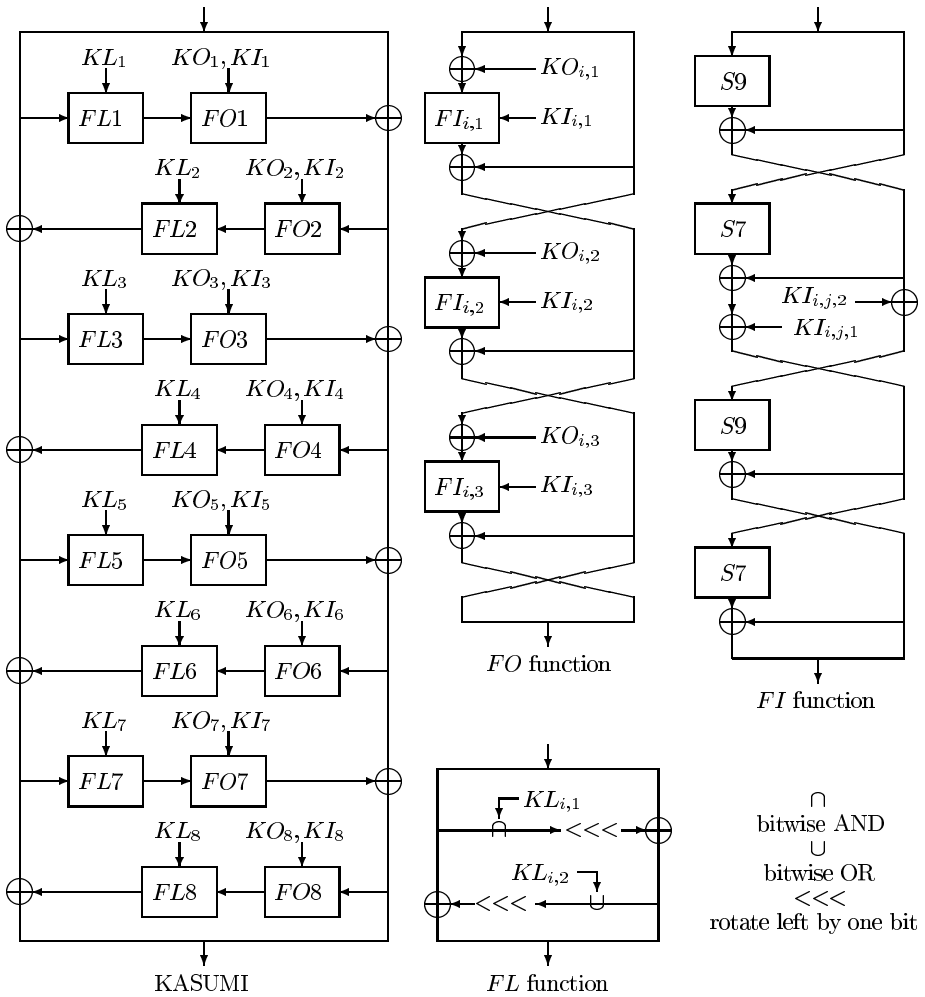 KL₁ KO₁, KI₁
FL1 FO1
KL₂ KO₂, KI₂
FL2 FO2
KL₃ KO₃, KI₃
FL3 FO3
KL₄ KO₄, KI₄
FL4 FO4
KL₅ KO₅, KI₅
FL5 FO5
KL₆ KO₆, KI₆
FL6 FO6
KL₇ KO₇, KI₇
FL7 FO7
KL₈ KO₈, KI₈
FL8 FO8
KASUMI
KOᵢ,₁
FIᵢ,₁ KIᵢ,₁
KOᵢ,₂
FIᵢ,₂ KIᵢ,₂
KOᵢ,₃
FIᵢ,₃ KIᵢ,₃
FO function
S9
S7
KIᵢ,ⱼ,₂
KIᵢ,ⱼ,₁
S9
S7
FI function
KLᵢ,₁
∩ <<<
KLᵢ,₂
<<< ∪
FL function
∩
bitwise AND
∪
bitwise OR
<<<
rotate left by one bit